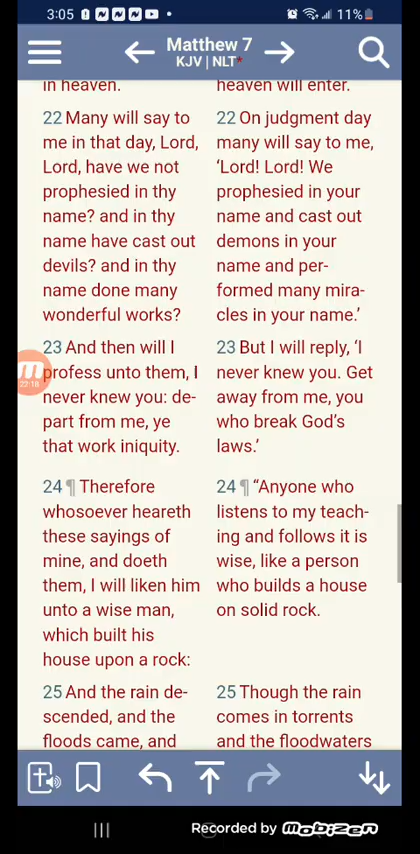 3:05 11%
Matthew 7
KJV | NLT*
in heaven.
22 Many will say to
me in that day, Lord,
Lord, have we not
prophesied in thy
name? and in thy
name have cast out
devils? and in thy
name done many
wonderful works?
23 And then will I
profess unto them, I
never knew you: de-
part from me, ye
that work iniquity.
24 ¶ Therefore
whosoever heareth
these sayings of
mine, and doeth
them, I will liken him
unto a wise man,
which built his
house upon a rock:
25 And the rain de-
scended, and the
floods came, and
heaven will enter.
22 On judgment day
many will say to me,
‘Lord! Lord! We
prophesied in your
name and cast out
demons in your
name and per-
formed many mira-
cles in your name.’
23 But I will reply, ‘I
never knew you. Get
away from me, you
who break God’s
laws.’
24 ¶ “Anyone who
listens to my teach-
ing and follows it is
wise, like a person
who builds a house
on solid rock.
25 Though the rain
comes in torrents
and the floodwaters
22:18
Recorded by Mobizen